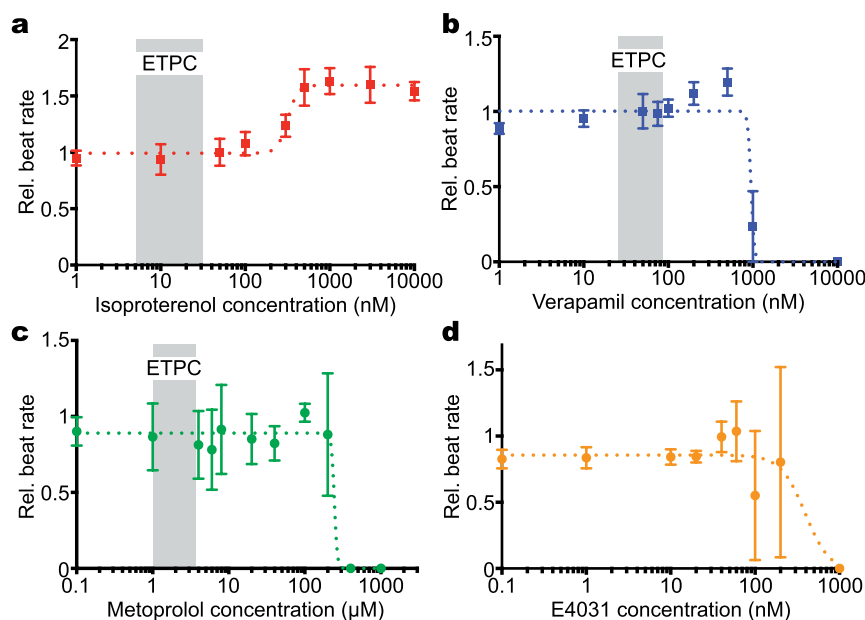 a
2
1.5
1
0.5
0
Rel. beat rate
ETPC
1 10 100 1000 10000
Isoproterenol concentration (nM)
b
1.5
1
0.5
0
Rel. beat rate
ETPC
1 10 100 1000 10000
Verapamil concentration (nM)
c
1.5
1
0.5
0
Rel. beat rate
ETPC
0.1 1 10 100 1000
Metoprolol concentration (µM)
d
1.5
1
0.5
0
Rel. beat rate
0.1 1 10 100 1000
E4031 concentration (nM)